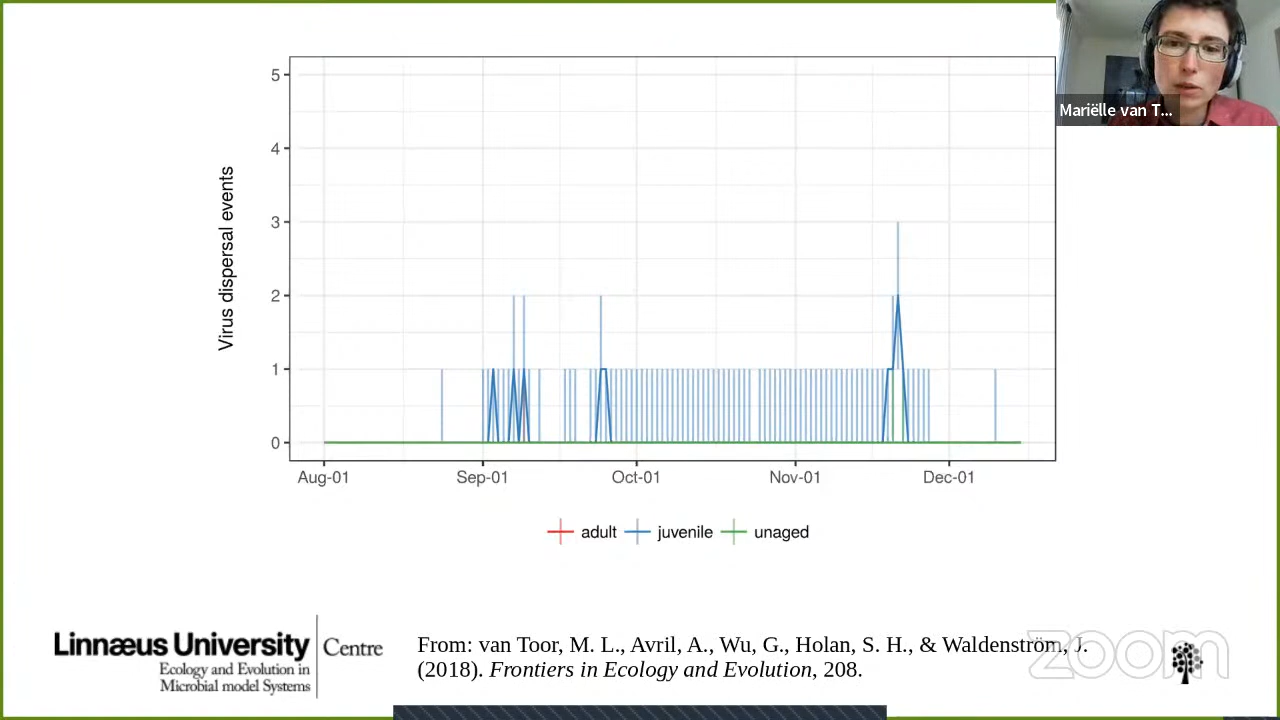 Mariëlle van T...
5
4
3
2
1
0
Virus dispersal events
Aug-01 Sep-01 Oct-01 Nov-01 Dec-01
adult juvenile unaged
Linnæus University Centre
Ecology and Evolution in
Microbial model Systems
From: van Toor, M. L., Avril, A., Wu, G., Holan, S. H., & Waldenström, J.
(2018). Frontiers in Ecology and Evolution, 208.
zoom